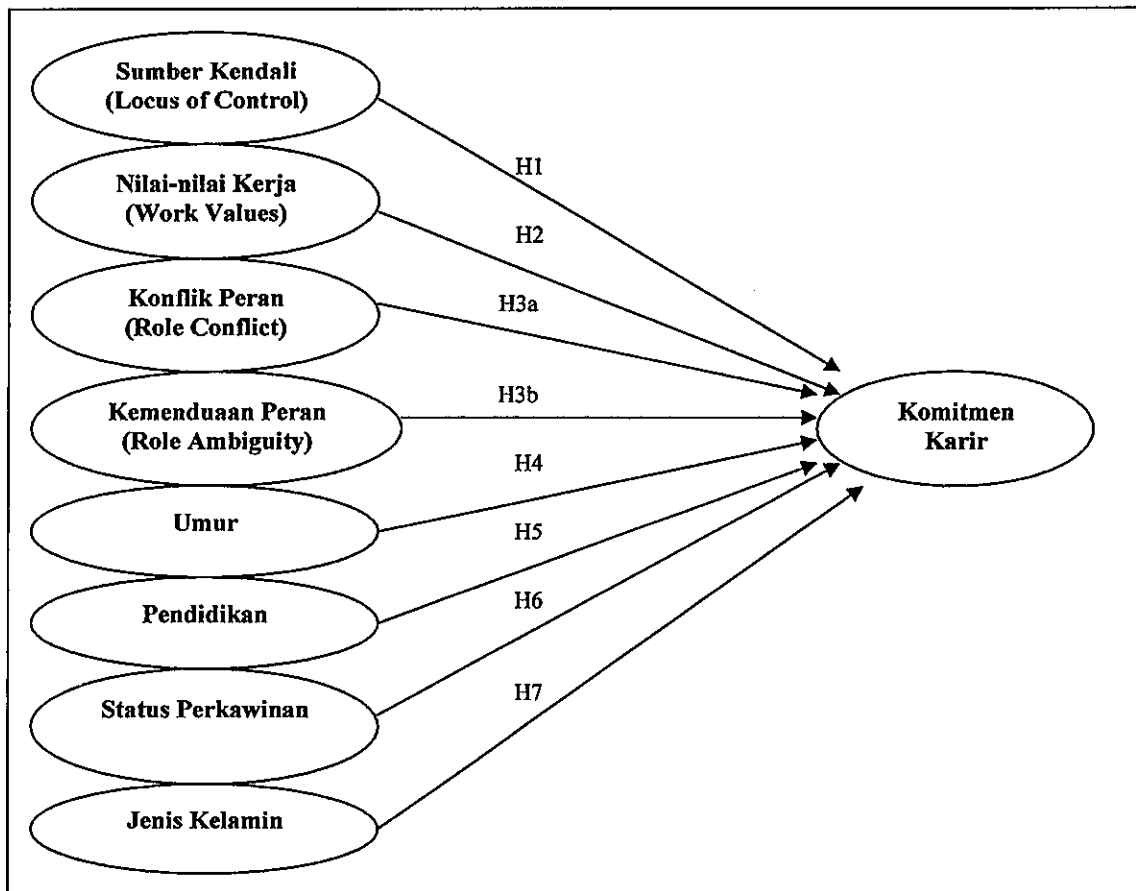 Sumber Kendali
(Locus of Control)
H1
Nilai-nilai Kerja
(Work Values)
H2
Konflik Peran
(Role Conflict)
H3a
Kemenduaan Peran
(Role Ambiguity)
H3b
Komitmen
Karir
Umur
H4
Pendidikan
H5
Status Perkawinan
H6
Jenis Kelamin
H7